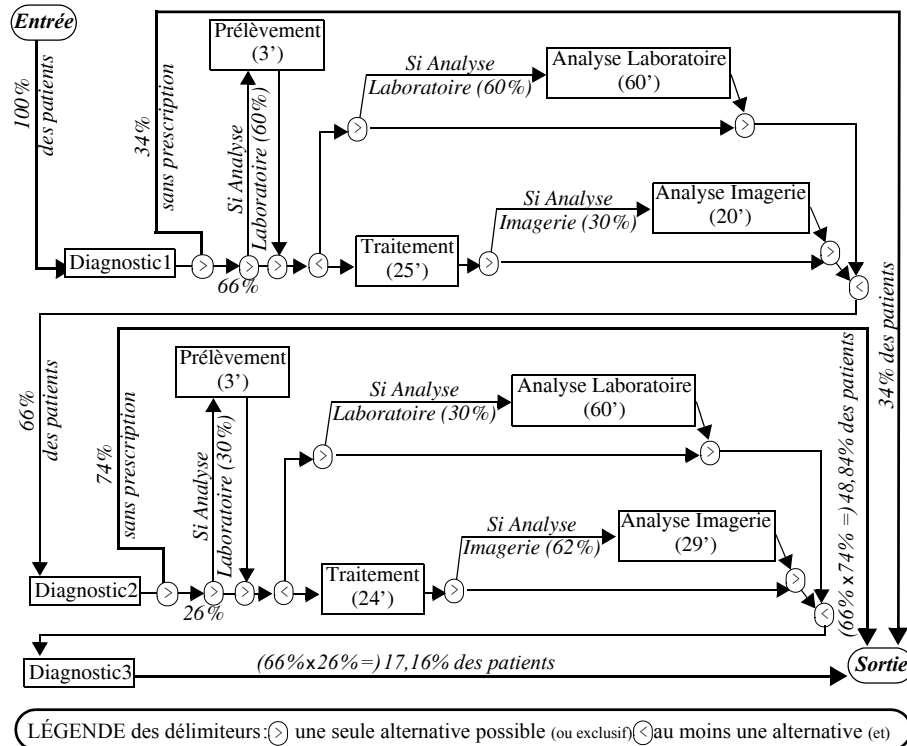 Entrée
100%
des patients
34%
sans prescription
Prélèvement
(3’)
Si Analyse
Laboratoire (60%)
Si Analyse
Laboratoire (60%)
Analyse Laboratoire
(60’)
>
>
Si Analyse
Imagerie (30%)
Analyse Imagerie
(20’)
Diagnostic1
>
>
>
<
66%
Traitement
(25’)
>
>
<
34% des patients
66%
des patients
74%
sans prescription
Prélèvement
(3’)
Si Analyse
Laboratoire (30%)
Si Analyse
Laboratoire (30%)
Analyse Laboratoire
(60’)
>
>
Si Analyse
Imagerie (62%)
Analyse Imagerie
(29’)
Diagnostic2
>
>
>
<
26%
Traitement
(24’)
>
>
<
(66% x 74% =) 48,84% des patients
Diagnostic3
(66%x26%=) 17,16% des patients
Sortie
LÉGENDE des délimiteurs: > une seule alternative possible (ou exclusif) < au moins une alternative (et)